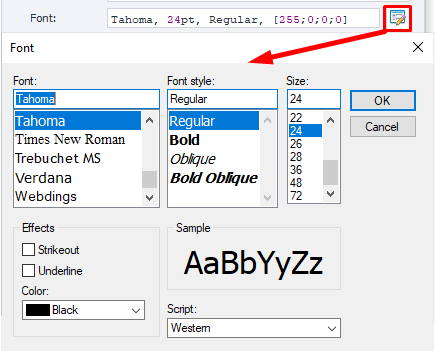 Font: Tahoma, 24pt, Regular, [255;0;0;0]
Font
Font: Font style: Size:
Tahoma Regular 24 OK
Tahoma Regular 22
Times New Roman Bold 24 Cancel
Trebuchet MS Oblique 26
Verdana Bold Oblique 28
Webdings 36
48
72
Effects Sample
Strikeout
Underline AaBbYyZz
Color:
Black Script:
Western